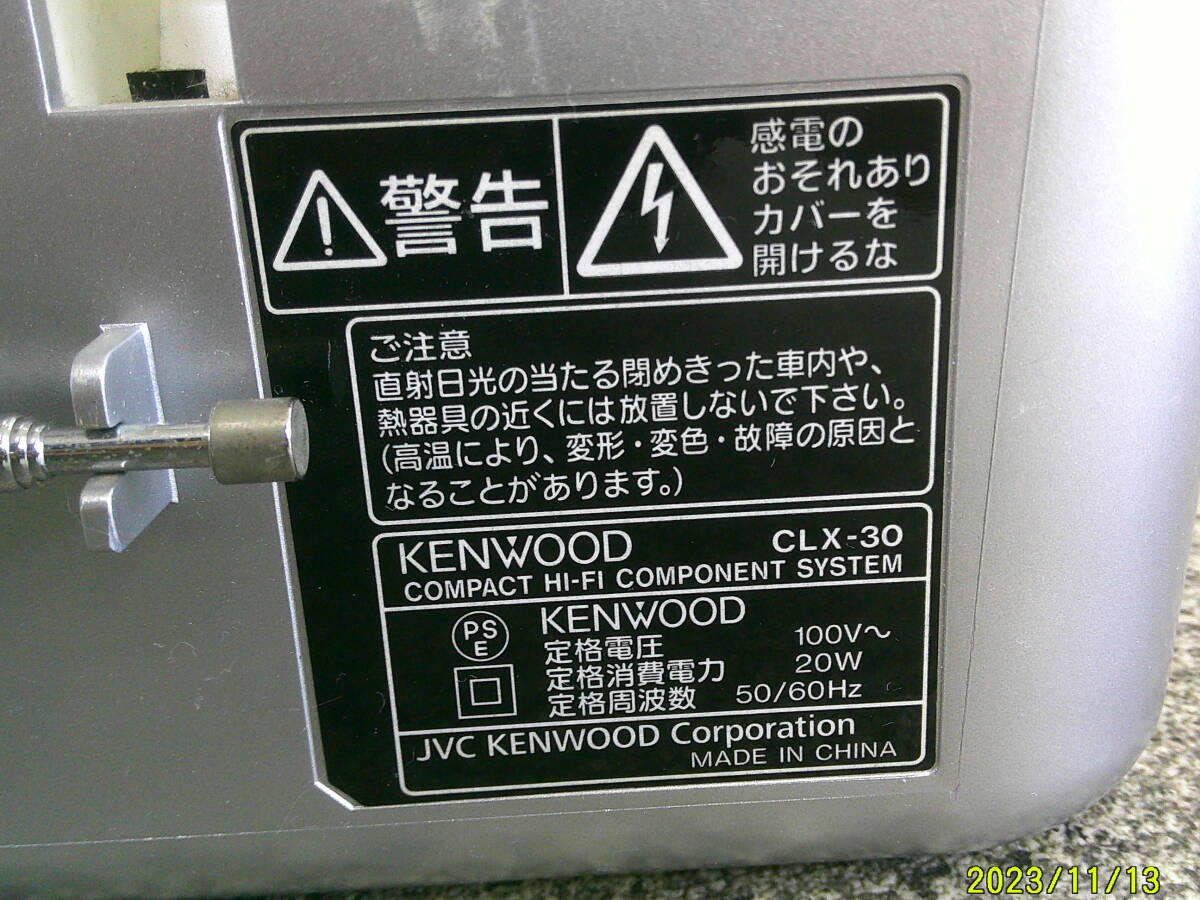 警告
感電の
おそれあり
カバーを
開けるな
ご注意
直射日光の当たる閉めきった車内や、
熱器具の近くには放置しないで下さい。
(高温により、変形・変色・故障の原因と
なることがあります。)
KENWOOD CLX-30
COMPACT HI-FI COMPONENT SYSTEM
PS
E
KENWOOD
定格電圧 100V～
定格消費電力 20W
定格周波数 50/60Hz
JVC KENWOOD Corporation
MADE IN CHINA
2023/11/13